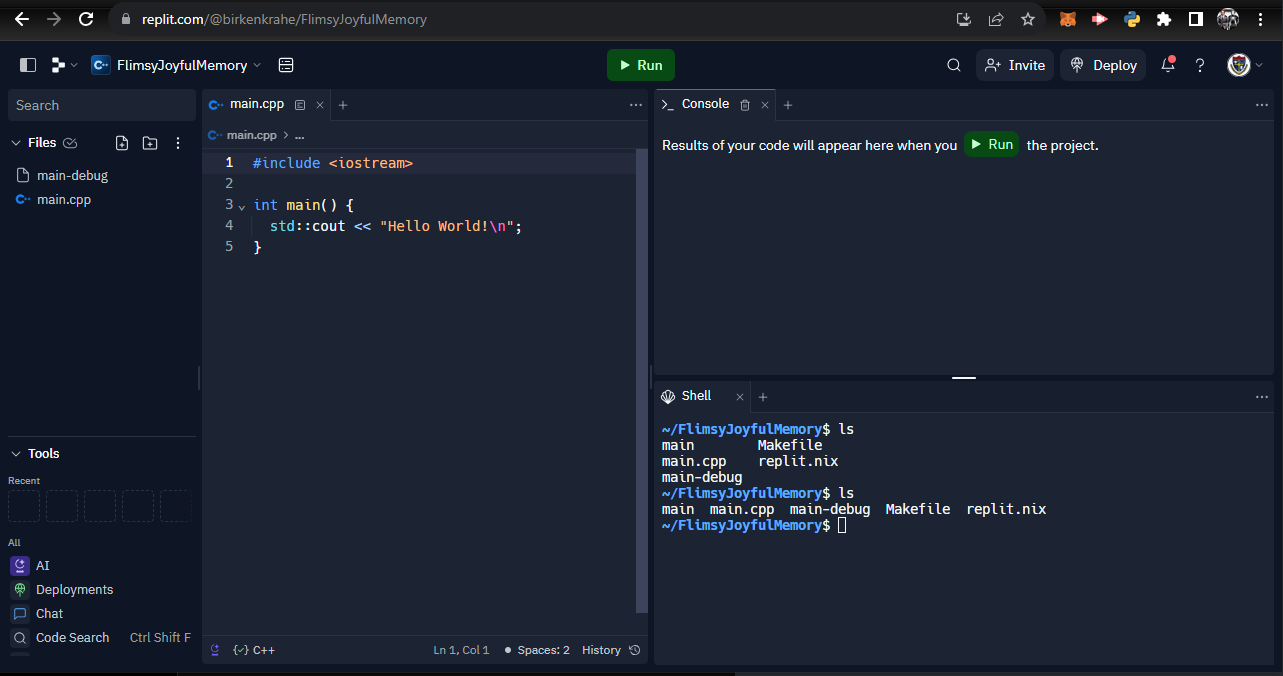 replit.com/@birkenkrahe/FlimsyJoyfulMemory
FlimsyJoyfulMemory
Run
Invite
Deploy
Search
Files
main-debug
main.cpp
Tools
Recent
All
AI
Deployments
Chat
Code Search Ctrl Shift F
main.cpp
main.cpp > ...
1 #include <iostream>
2
3 int main() {
4 std::cout << "Hello World!\n";
5 }
C++ Ln 1, Col 1 Spaces: 2 History
Console
Results of your code will appear here when you Run the project.
Shell
~/FlimsyJoyfulMemory$ ls
main Makefile
main.cpp replit.nix
main-debug
~/FlimsyJoyfulMemory$ ls
main main.cpp main-debug Makefile replit.nix
~/FlimsyJoyfulMemory$